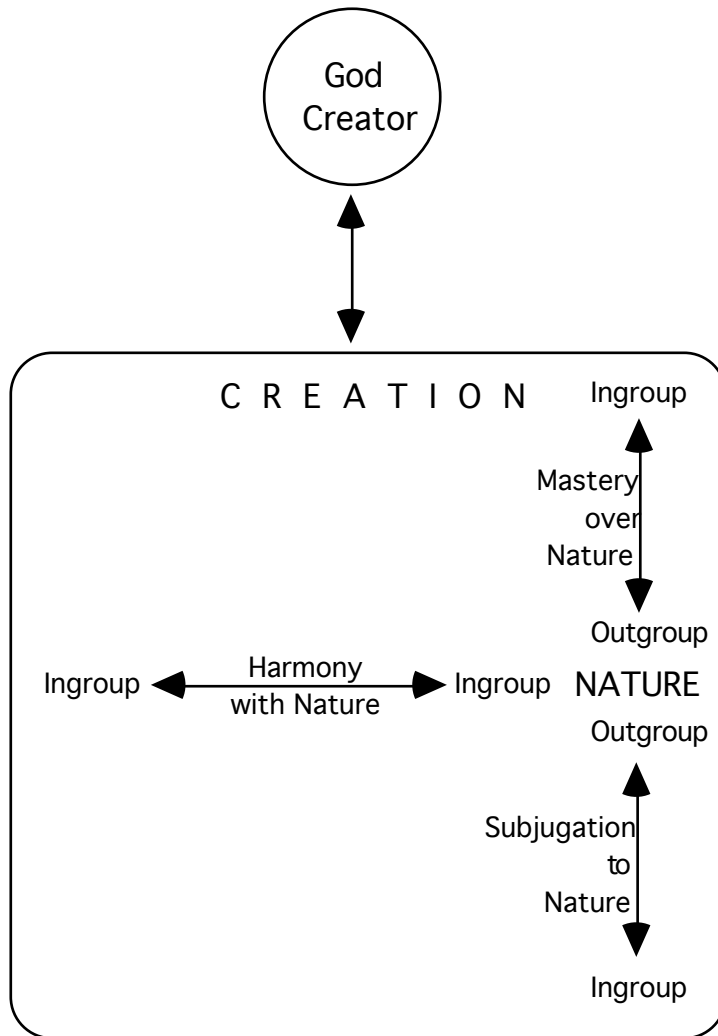 God
Creator
C R E A T I O N
Ingroup
Mastery
over
Nature
Outgroup
Ingroup
Harmony
with Nature
Ingroup
NATURE
Outgroup
Subjugation
to
Nature
Ingroup